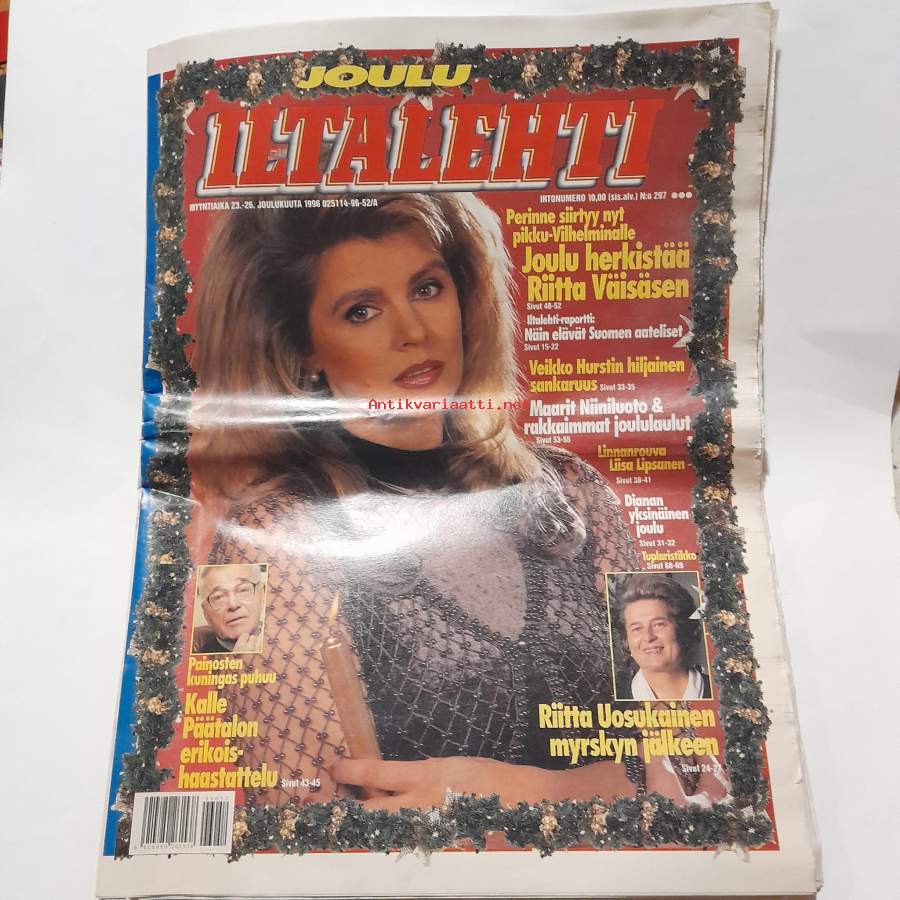 JOULU
ILTALEHTI
MYYNTIAIKA 23.-26. JOULUKUUTA 1996 025114-96-52/A
IRTONUMERO 10,00 (sis.alv.) N:o 297
Perinne siirtyy nyt
pikku-Vilhelminalle
Joulu herkistää
Riitta Väisäsen
Sivut 48-52
Iltalehti-raportti:
Näin elävät Suomen aateliset
Sivut 15-22
Veikko Hurstin hiljainen
sankaruus Sivut 33-35
Antikvariaatti.net
Maarit Niiniluoto &
rakkaimmat joululaulut
Sivut 53-55
Linnanrouva
Liisa Lipsanen
Sivut 38-41
Dianan
yksinäinen
joulu
Sivut 31-32
Tuplaristikko
Sivut 68-69
Painosten
kuningas puhuu
Kalle
Päätalon
erikois-
haastattelu Sivut 43-45
Riitta Uosukainen
myrskyn jälkeen
Sivut 24-27